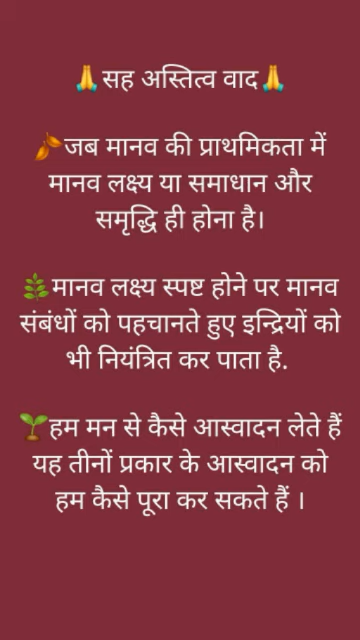 🙏सह अस्तित्व वाद🙏
🍂जब मानव की प्राथमिकता में
मानव लक्ष्य या समाधान और
समृद्धि ही होना है।
🌿मानव लक्ष्य स्पष्ट होने पर मानव
संबंधों को पहचानते हुए इन्द्रियों को
भी नियंत्रित कर पाता है.
🌱हम मन से कैसे आस्वादन लेते हैं
यह तीनों प्रकार के आस्वादन को
हम कैसे पूरा कर सकते हैं ।